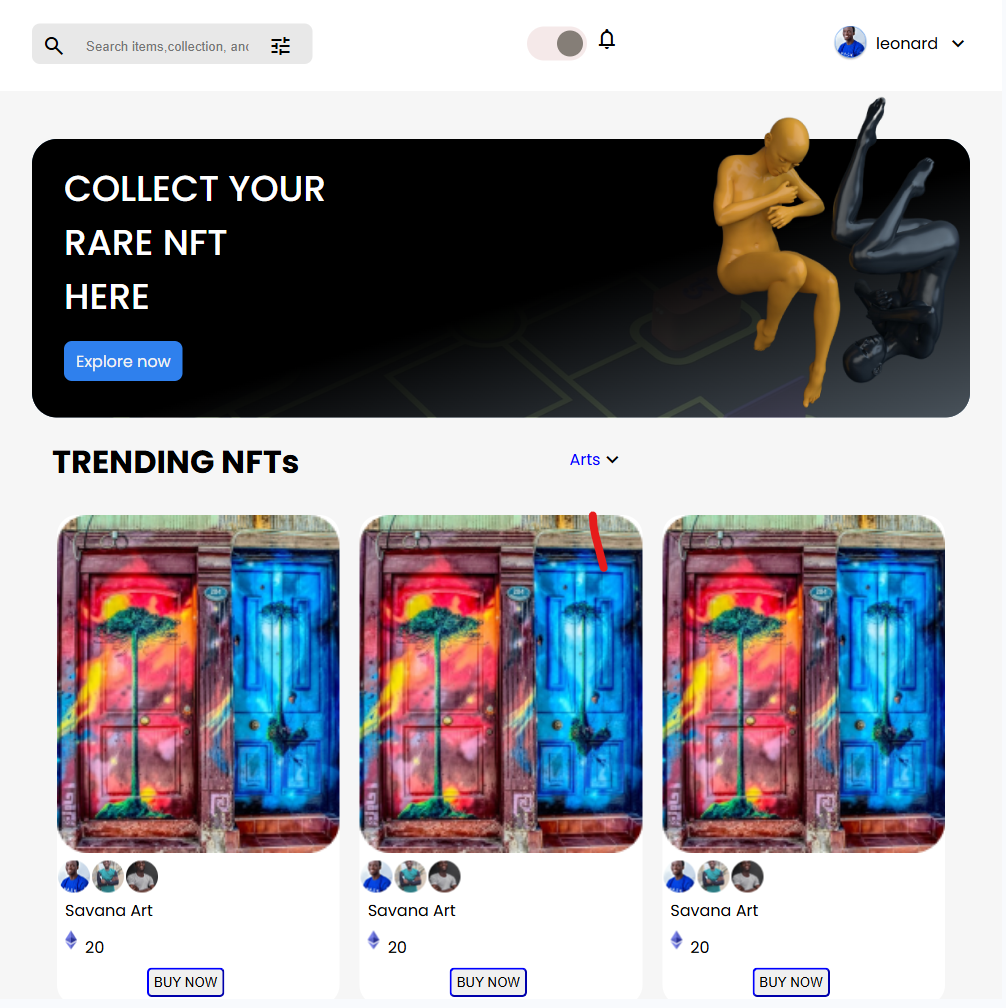 Search items,collection, anc
leonard
COLLECT YOUR
RARE NFT
HERE
Explore now
TRENDING NFTs
Arts
Savana Art
Savana Art
Savana Art
20
20
20
BUY NOW
BUY NOW
BUY NOW